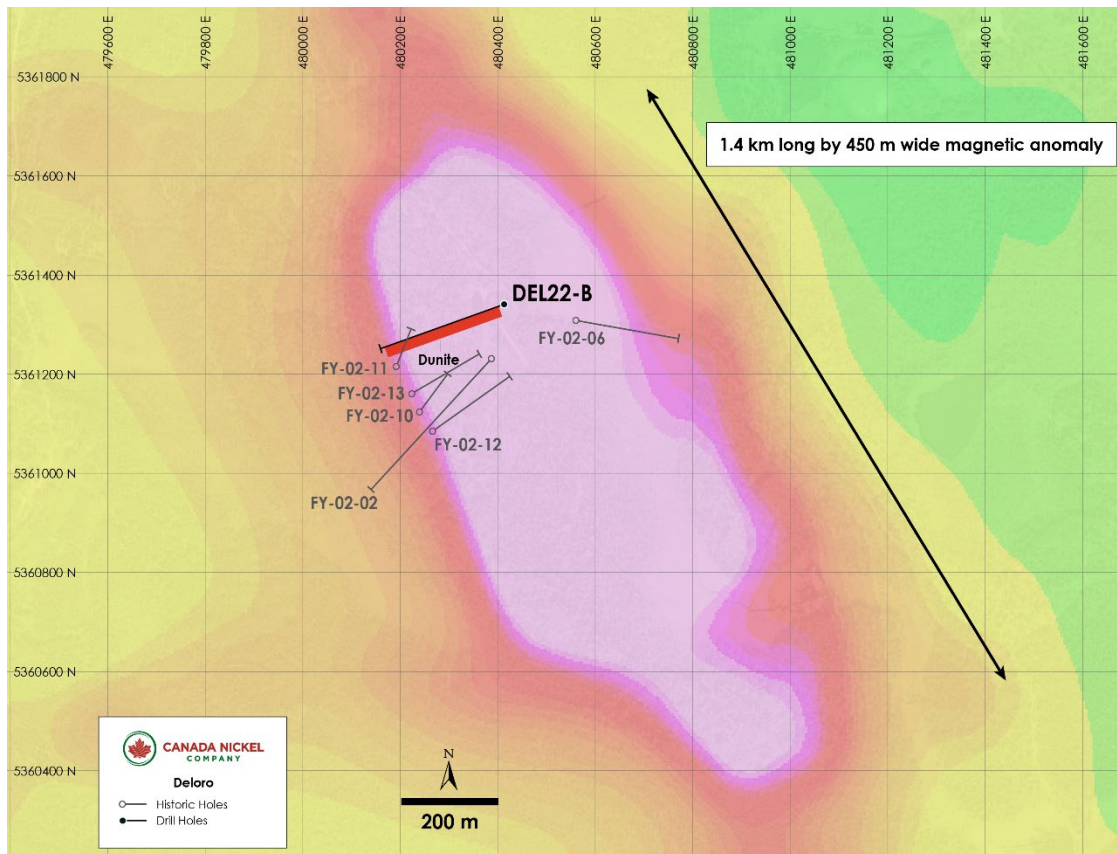 479600 E
479800 E
480000 E
480200 E
480400 E
480600 E
480800 E
481000 E
481200 E
481400 E
481600 E
5361800 N
1.4 km long by 450 m wide magnetic anomaly
5361600 N
5361400 N
DEL22-B
FY-02-06
5361200 N
FY-02-11
Dunite
FY-02-13
FY-02-10
FY-02-12
5361000 N
FY-02-02
5360800 N
5360600 N
CANADA NICKEL
COMPANY
Deloro
Historic Holes
Drill Holes
N
200 m
5360400 N